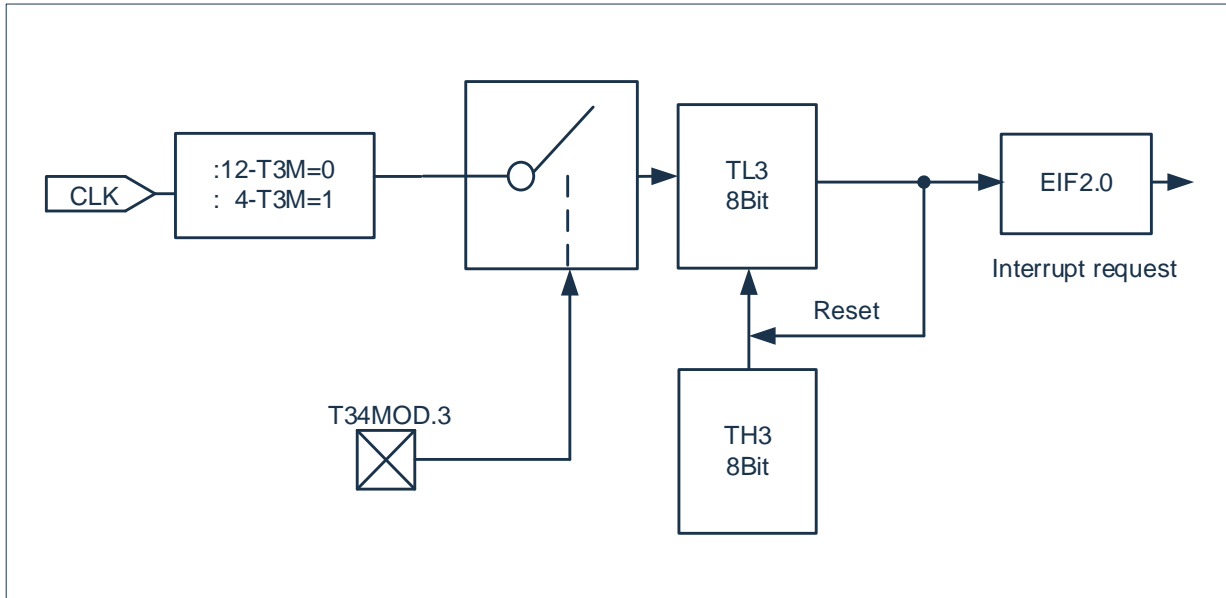 CLK
:12-T3M=0
: 4-T3M=1
TL3
8Bit
EIF2.0
Interrupt request
Reset
T34MOD.3
TH3
8Bit